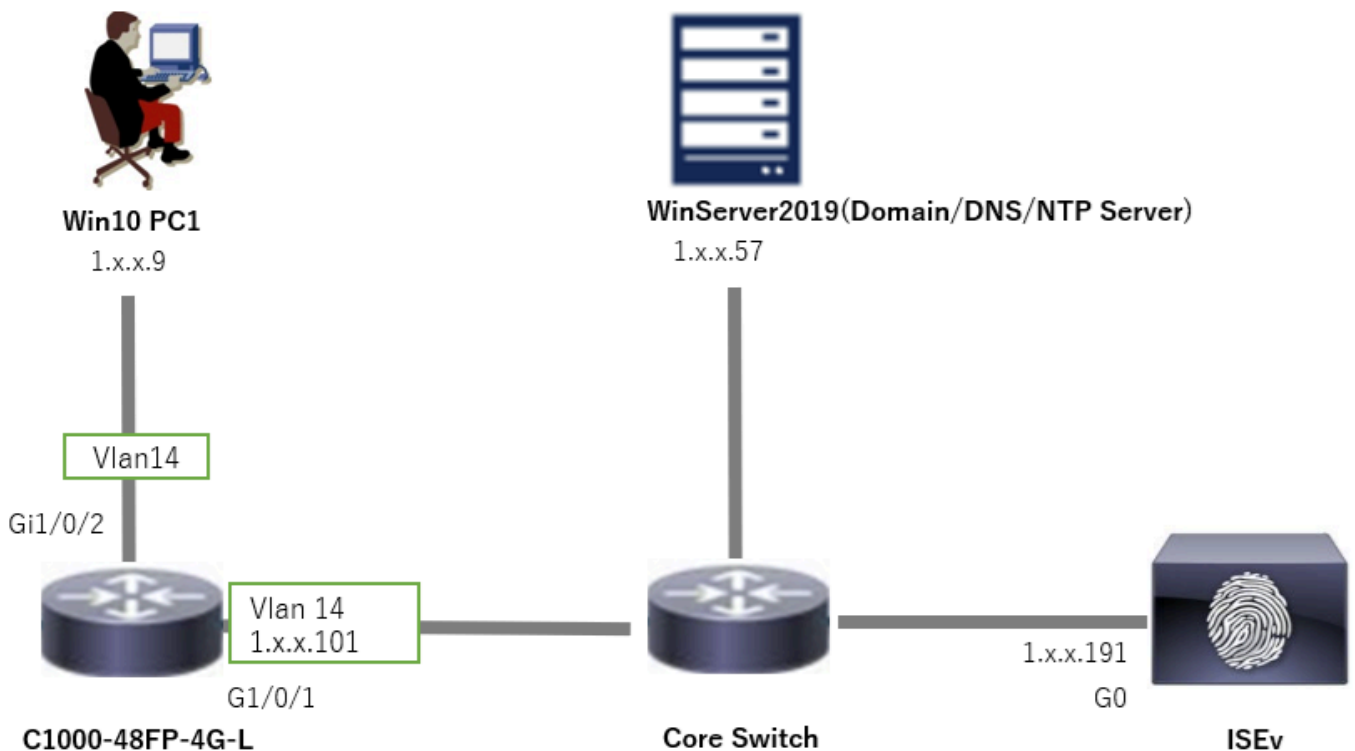 Win10 PC1
1.x.x.9
WinServer2019(Domain/DNS/NTP Server)
1.x.x.57
Vlan14
Gi1/0/2
Vlan 14
1.x.x.101
G1/0/1
C1000-48FP-4G-L
Core Switch
1.x.x.191
G0
ISEv